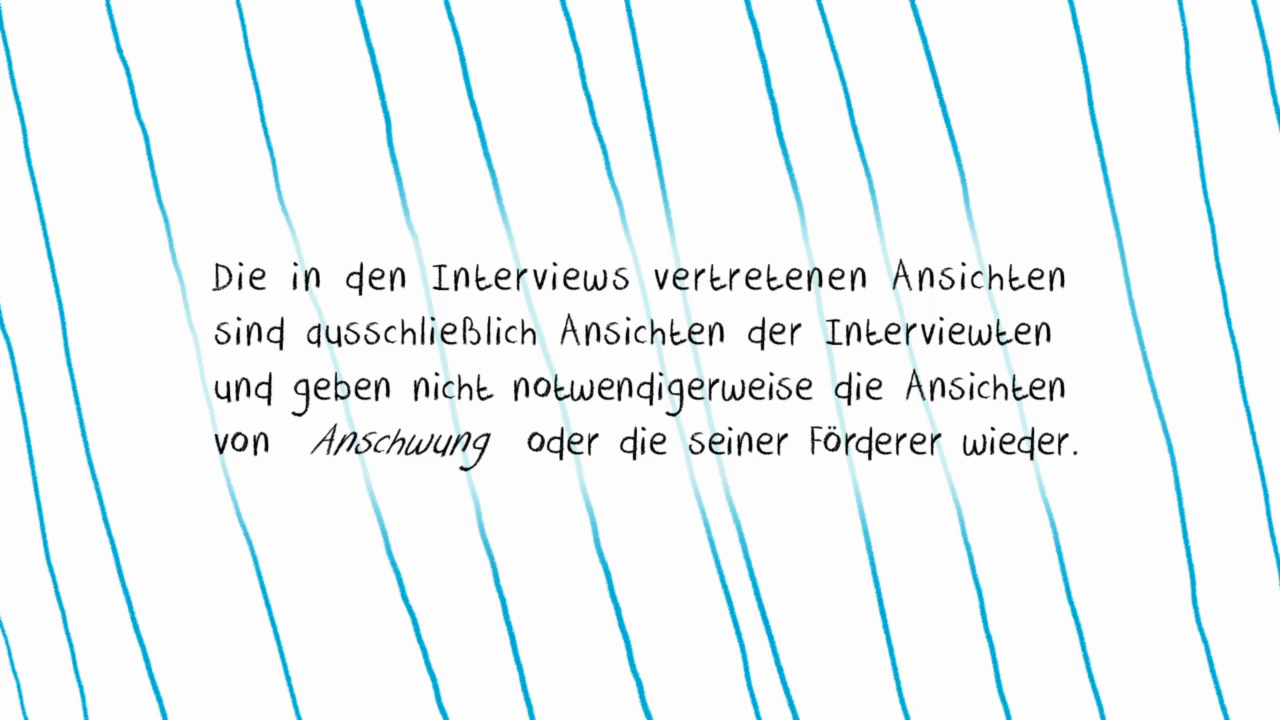 Die in den Interviews vertretenen Ansichten
sind ausschließlich Ansichten der Interviewten
und geben nicht notwendigerweise die Ansichten
von Anschwung oder die seiner Förderer wieder.